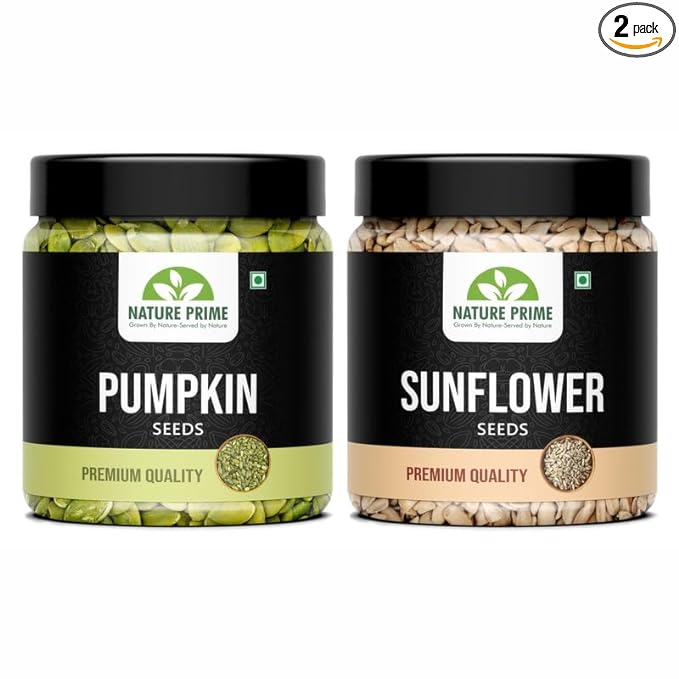 2
pack
NATURE PRIME
Grown By Nature-Served by Nature
PUMPKIN
SEEDS
PREMIUM QUALITY
NATURE PRIME
Grown By Nature-Served by Nature
SUNFLOWER
SEEDS
PREMIUM QUALITY